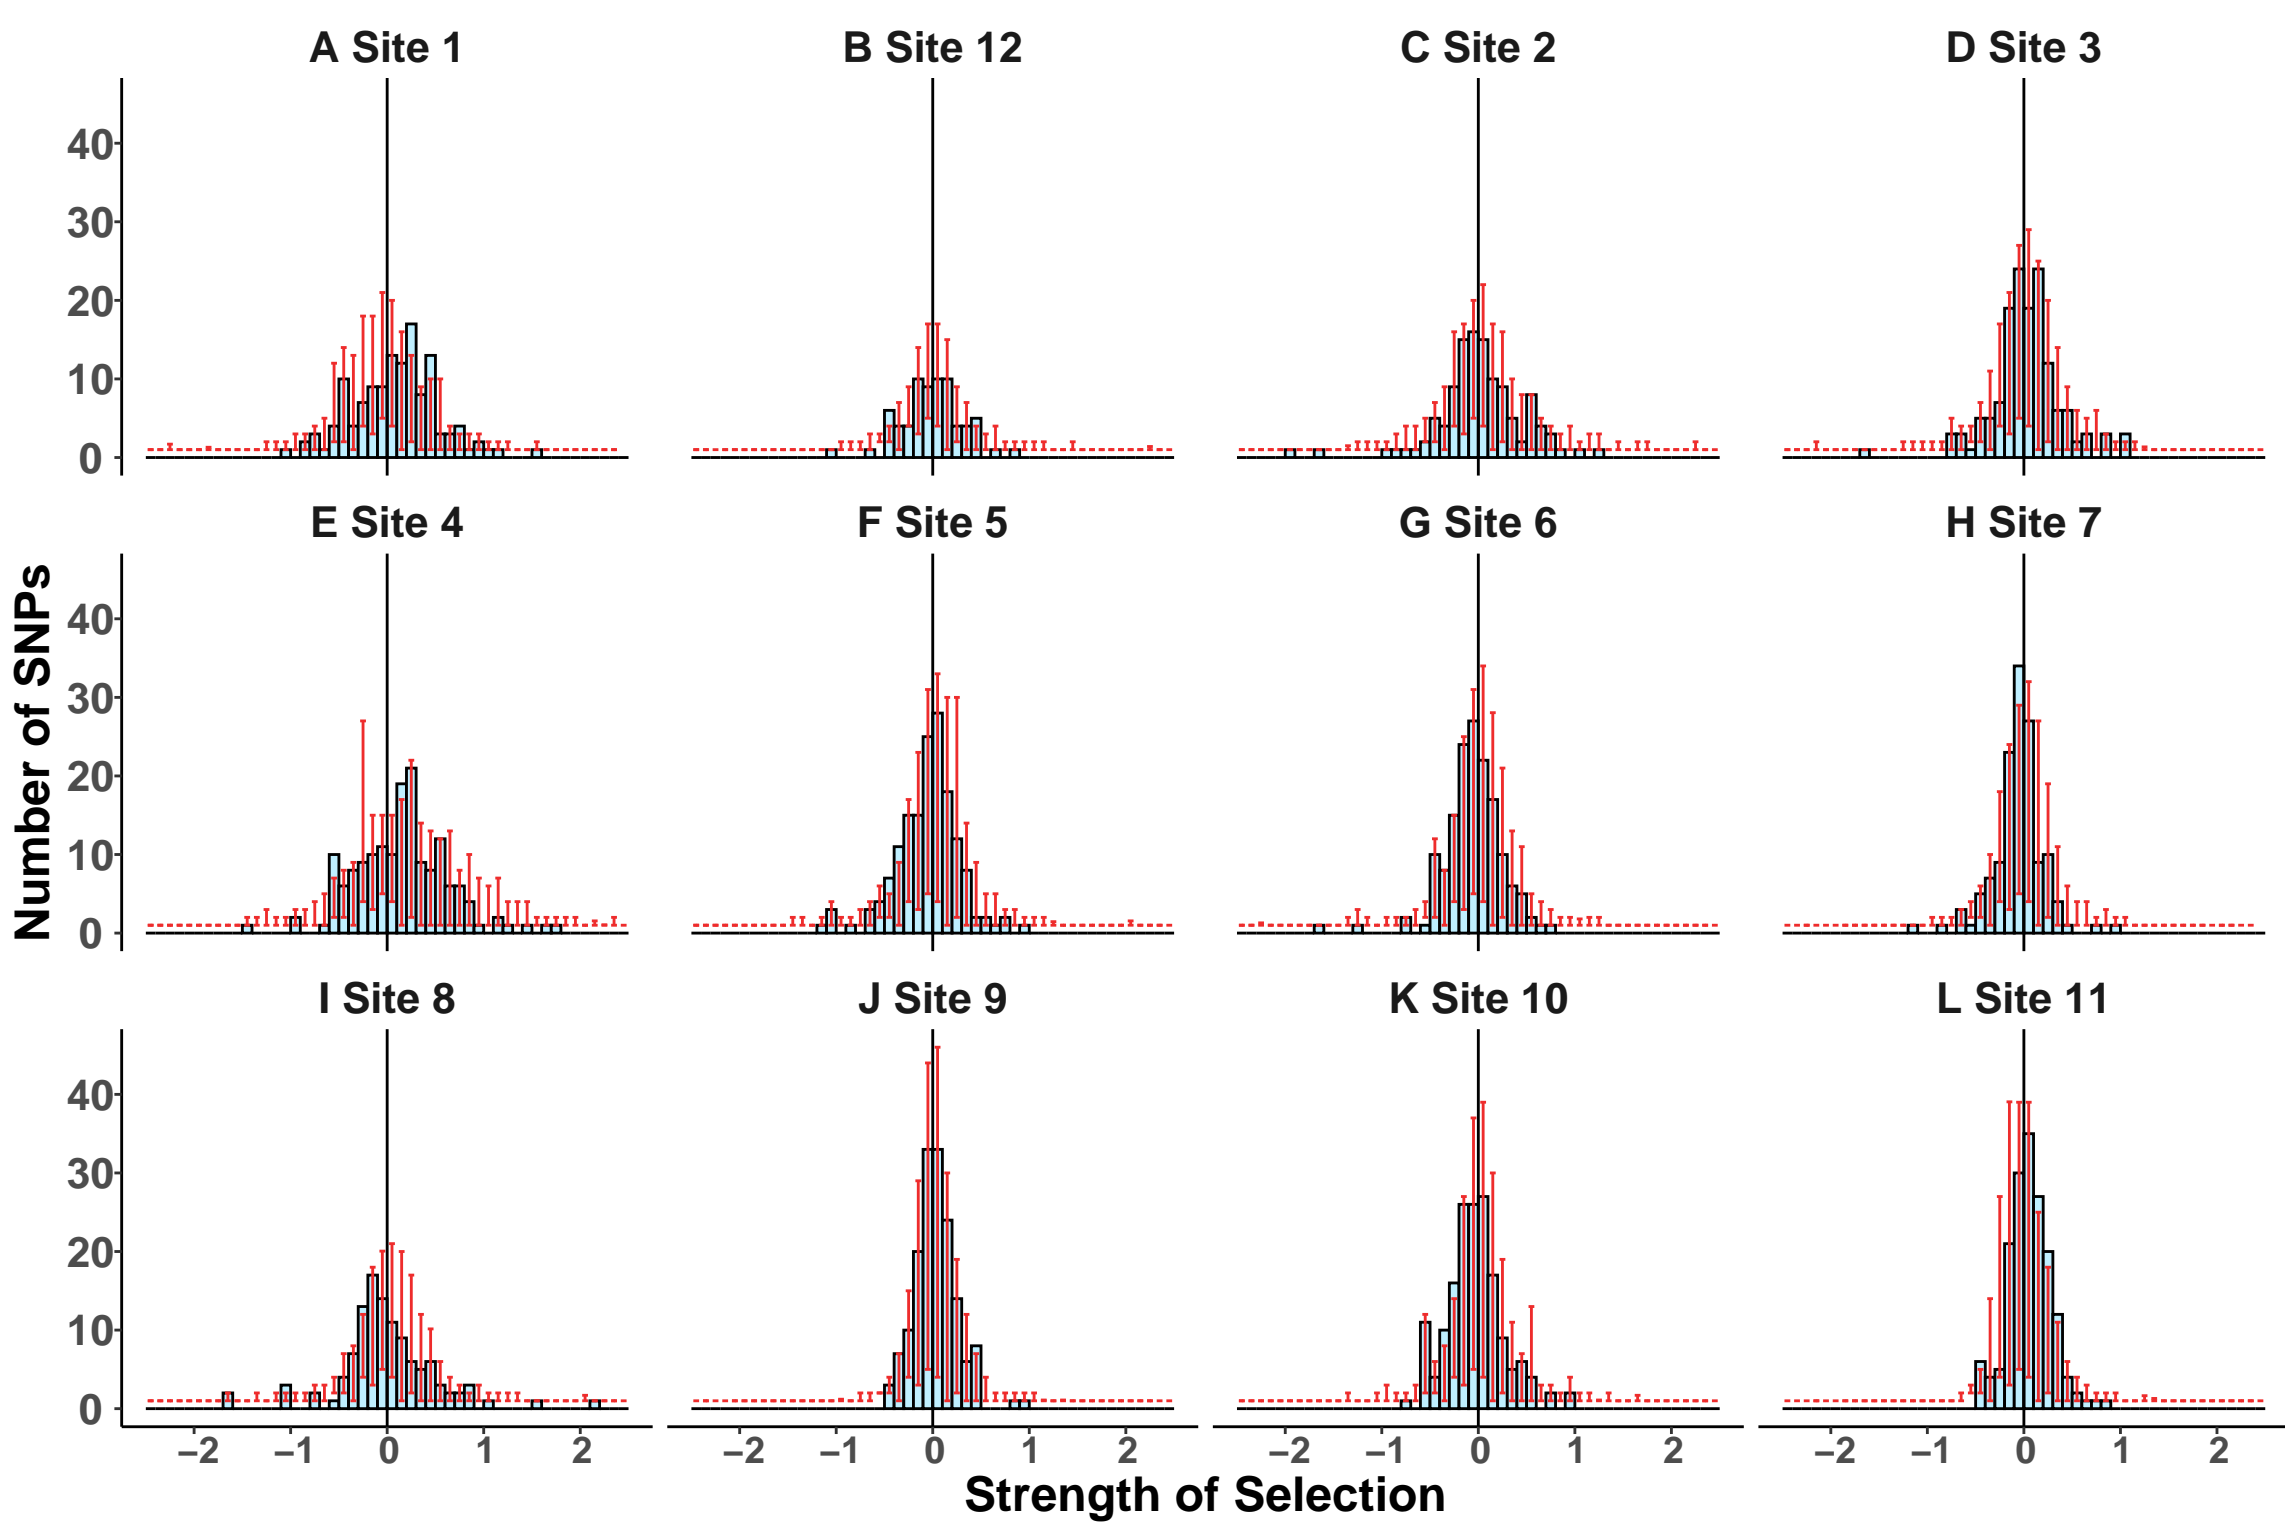 A Site 1
B Site 12
C Site 2
D Site 3
40
30
20
10
0
E Site 4
F Site 5
G Site 6
H Site 7
Number of SNPs
40
30
20
10
0
I Site 8
J Site 9
K Site 10
L Site 11
40
30
20
10
0
−2 −1 0 1 2
−2 −1 0 1 2
−2 −1 0 1 2
−2 −1 0 1 2
Strength of Selection